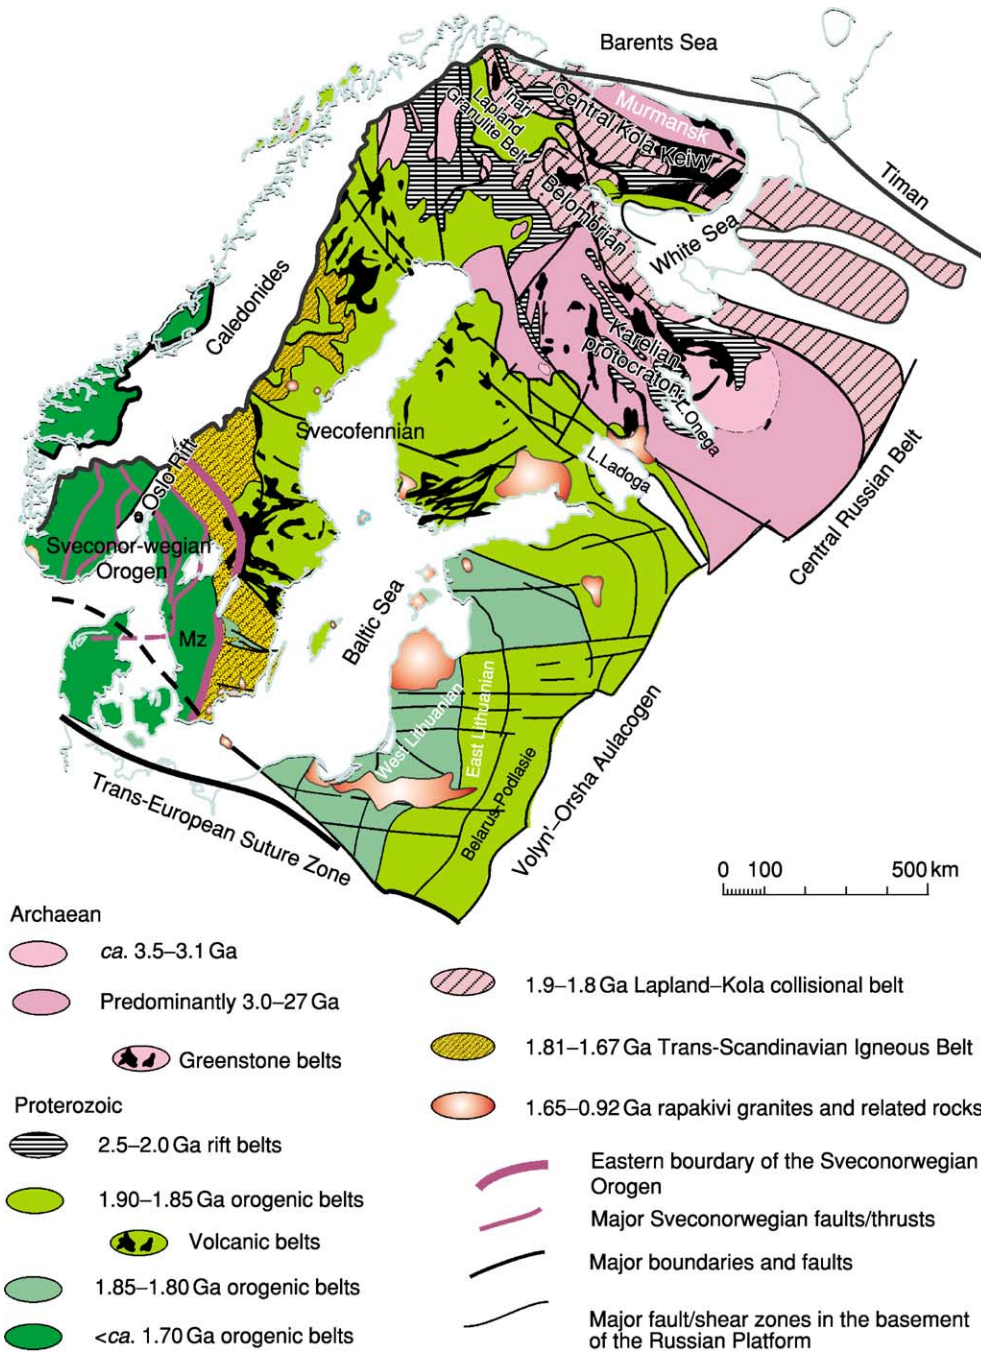 Barents Sea
Murmansk
Inari
Central Kola
Keivy
Lapland
Granulite Belt
Timan
Belombrian
White Sea
Caledonides
Karelian
protocraton
L.Onega
Svecofennian
Oslo Rift
L.Ladoga
Central Russian Belt
Sveconor-wegian
Orogen
Baltic Sea
Mz
West Lithuanian
East Lithuanian
Belarus-Podlasie
Volyn'–Orsha Aulacogen
Trans-European Suture Zone
0 100 500 km
Archaean
ca. 3.5–3.1 Ga
Predominantly 3.0–27 Ga
Greenstone belts
Proterozoic
2.5–2.0 Ga rift belts
1.90–1.85 Ga orogenic belts
Volcanic belts
1.85–1.80 Ga orogenic belts
<ca. 1.70 Ga orogenic belts
1.9–1.8 Ga Lapland–Kola collisional belt
1.81–1.67 Ga Trans-Scandinavian Igneous Belt
1.65–0.92 Ga rapakivi granites and related rocks
Eastern bourdary of the Sveconorwegian
Orogen
Major Sveconorwegian faults/thrusts
Major boundaries and faults
Major fault/shear zones in the basement
of the Russian Platform